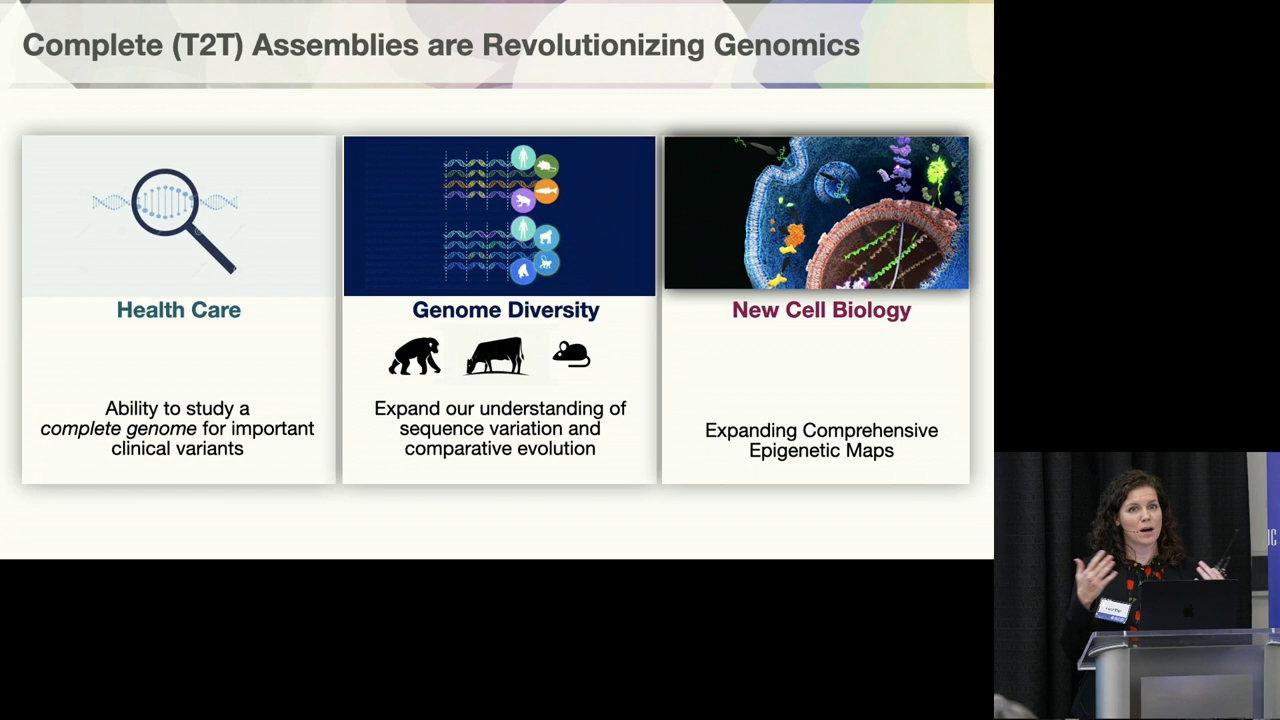 Complete (T2T) Assemblies are Revolutionizing Genomics
Health Care
Ability to study a
complete genome for important
clinical variants
Genome Diversity
Expand our understanding of
sequence variation and
comparative evolution
New Cell Biology
Expanding Comprehensive
Epigenetic Maps